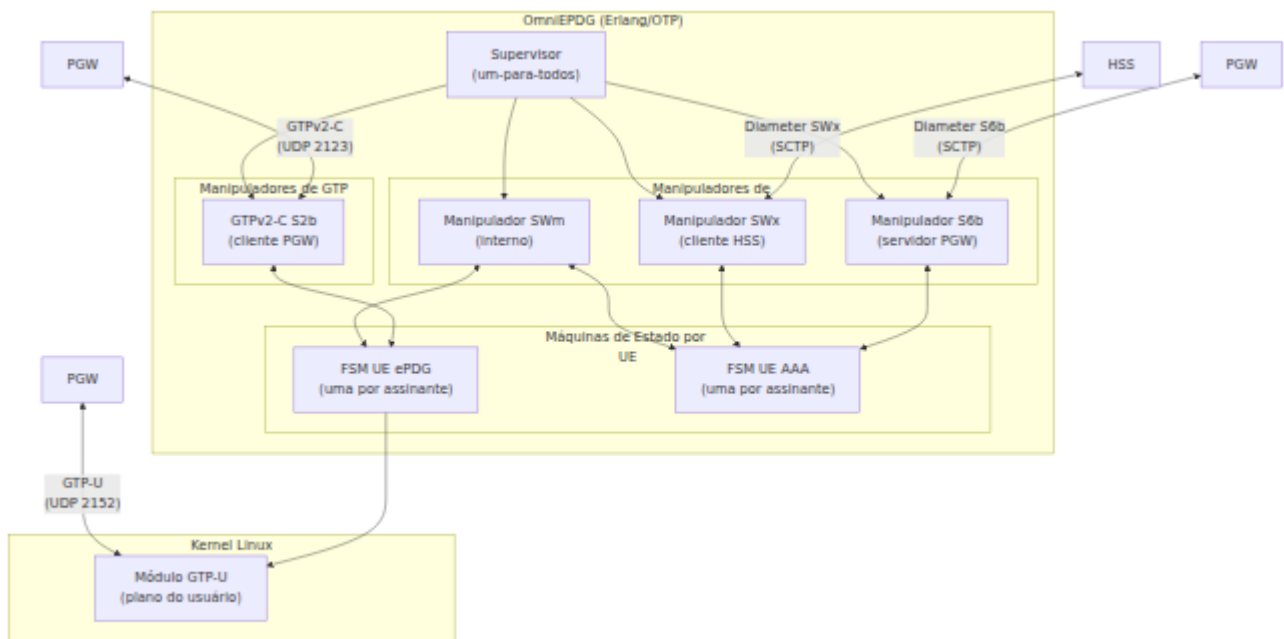 OmniEPDG (Erlang/OTP)
Supervisor
(um-para-todos)
PGW
HSS
PGW
GTPv2-C
(UDP 2123)
Diameter SWx
(SCTP)
Diameter S6b
(SCTP)
Manipuladores de GTP
Manipuladores de
GTPv2-C S2b
(cliente PGW)
Manipulador SWm
(interno)
Manipulador SWx
(cliente HSS)
Manipulador S6b
(servidor PGW)
Máquinas de Estado por
UE
FSM UE ePDG
(uma por assinante)
FSM UE AAA
(uma por assinante)
PGW
GTP-U
(UDP 2152)
Kernel Linux
Módulo GTP-U
(plano do usuário)